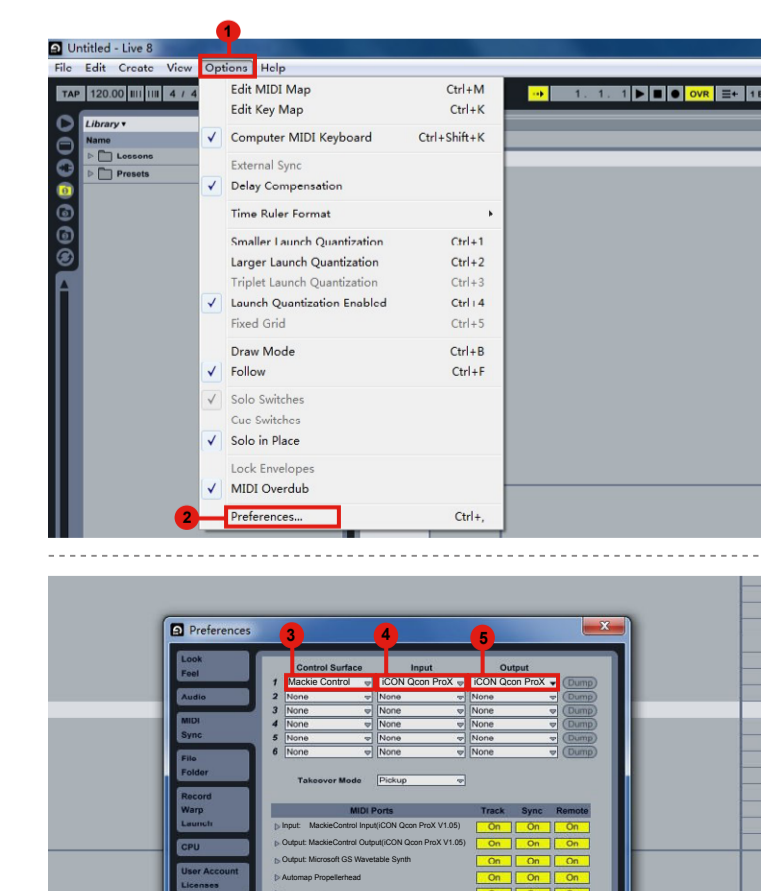 1
Untitled - Live 8
File Edit Create View Options Help
TAP 120.00 4 / 4 1. 1. 1 OVR
Edit MIDI Map Ctrl+M
Edit Key Map Ctrl+K
Library
Name
Computer MIDI Keyboard Ctrl+Shift+K
Lessons
External Sync
Presets
Delay Compensation
Time Ruler Format
Smaller Launch Quantization Ctrl+1
Larger Launch Quantization Ctrl+2
Triplet Launch Quantization Ctrl+3
Launch Quantization Enabled Ctrl+4
Fixed Grid Ctrl+5
Draw Mode Ctrl+B
Follow Ctrl+F
Solo Switches
Cue Switches
Solo in Place
Lock Envelopes
MIDI Overdub
2 Preferences... Ctrl+,
Preferences 3 4 5 X
Look
Feel
Audio
MIDI
Sync
File
Folder
Record
Warp
Launch
CPU
User Account
Licenses
Control Surface Input Output
1 Mackie Control iCON Qcon ProX iCON Qcon ProX Dump
2 None None None Dump
3 None None None Dump
4 None None None Dump
5 None None None Dump
6 None None None Dump
Takeover Mode Pickup
MIDI Ports Track Sync Remote
Input: MackieControl Input(iCON Qcon ProX V1.05) On On On
Output: MackieControl Output(iCON Qcon ProX V1.05) On On On
Output: Microsoft GS Wavetable Synth On On On
Automap Propellerhead On On On